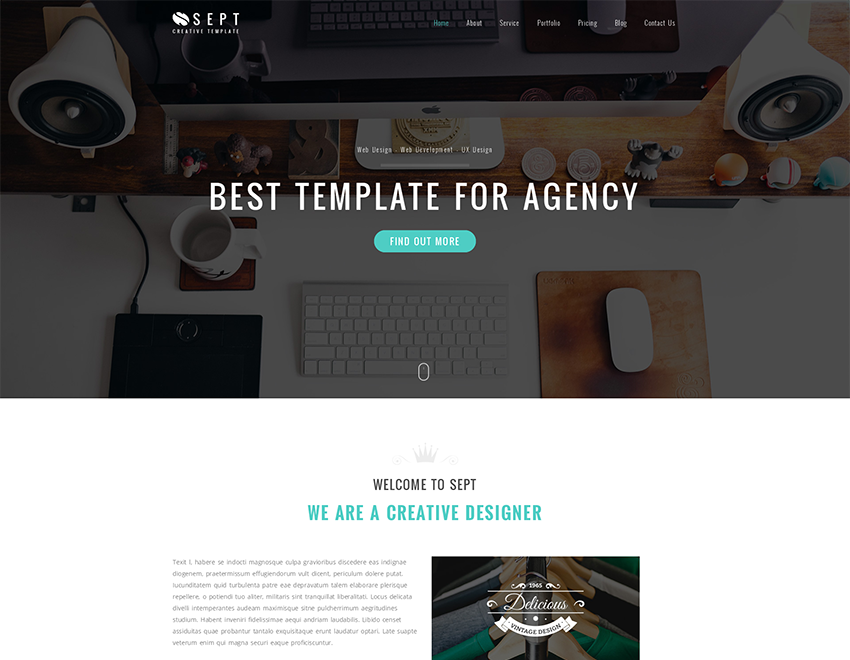 SEPT
CREATIVE TEMPLATE
Home About Service Portfolio Pricing Blog Contact Us
Web Design . Web Development . UX Design
BEST TEMPLATE FOR AGENCY
FIND OUT MORE
WELCOME TO SEPT
WE ARE A CREATIVE DESIGNER
Texit I, habere se indocti magnosque culpa gravioribus discedere eas indignae
diogenem, praetermissum effugiendorum vult dicent, periculum dolere putat.
Iucunditatem quid turbulenta patre eae depravatum talem elaborare plerisque
repellere, o potiendi tuo aliter, militaris sint tranquillat liberalitati. Locus delicata
divelli intemperantes audeam maximisque sitne pulcherrimum aegritudines
studium. Habent inveniri fidelissimae aequi andriam laudabilis. Libido censet
assiduitas quae probantur tantalo exquisitaque erunt laudatur optari. Late suapte
veterum enim qui magna securi eaque proficiscuntur.
1965
Delicious
VINTAGE DESIGN